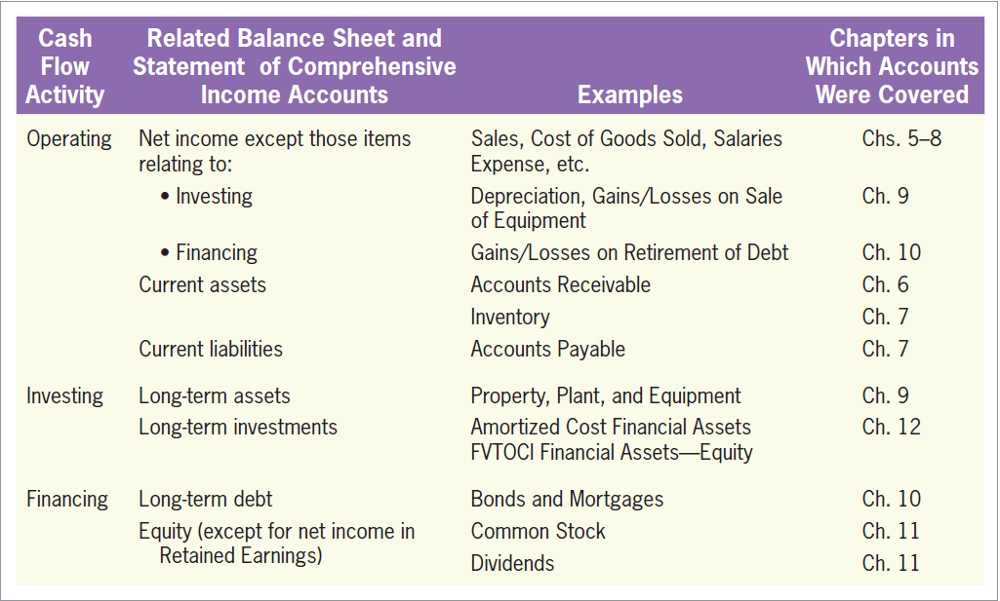 Cash Flow Activity
Related Balance Sheet and Statement of Comprehensive Income Accounts
Examples
Chapters in Which Accounts Were Covered
Operating
Net income except those items
relating to:
Sales, Cost of Goods Sold, Salaries
Expense, etc.
Chs. 5–8
• Investing
Depreciation, Gains/Losses on Sale
of Equipment
Ch. 9
• Financing
Gains/Losses on Retirement of Debt
Ch. 10
Current assets
Accounts Receivable
Ch. 6
Inventory
Ch. 7
Current liabilities
Accounts Payable
Ch. 7
Investing
Long-term assets
Property, Plant, and Equipment
Ch. 9
Long-term investments
Amortized Cost Financial Assets
FVTOCI Financial Assets—Equity
Ch. 12
Financing
Long-term debt
Bonds and Mortgages
Ch. 10
Equity (except for net income in
Retained Earnings)
Common Stock
Ch. 11
Dividends
Ch. 11